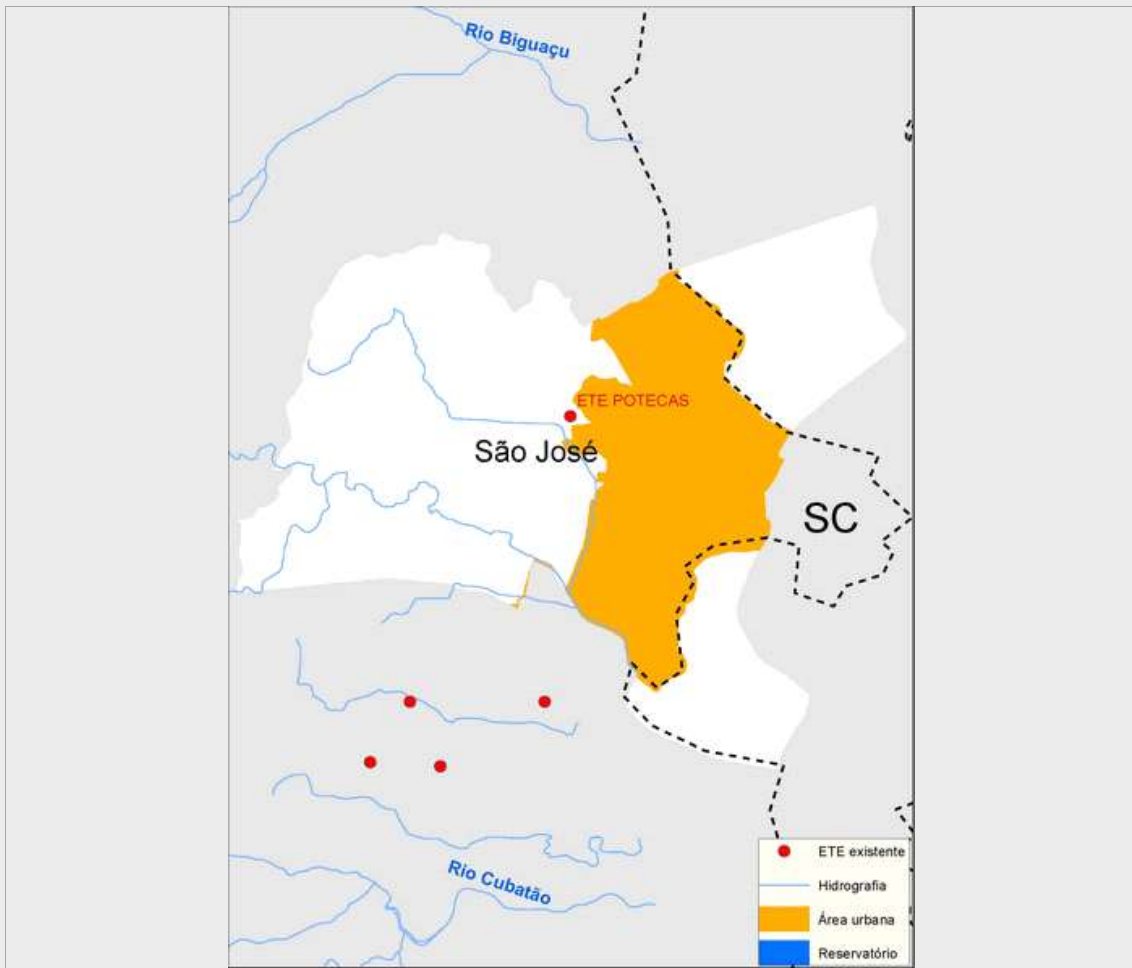 Rio Biguaçu
ETE POTECAS
São José
SC
Rio Cubatão
ETE existente
Hidrografia
Área urbana
Reservatório